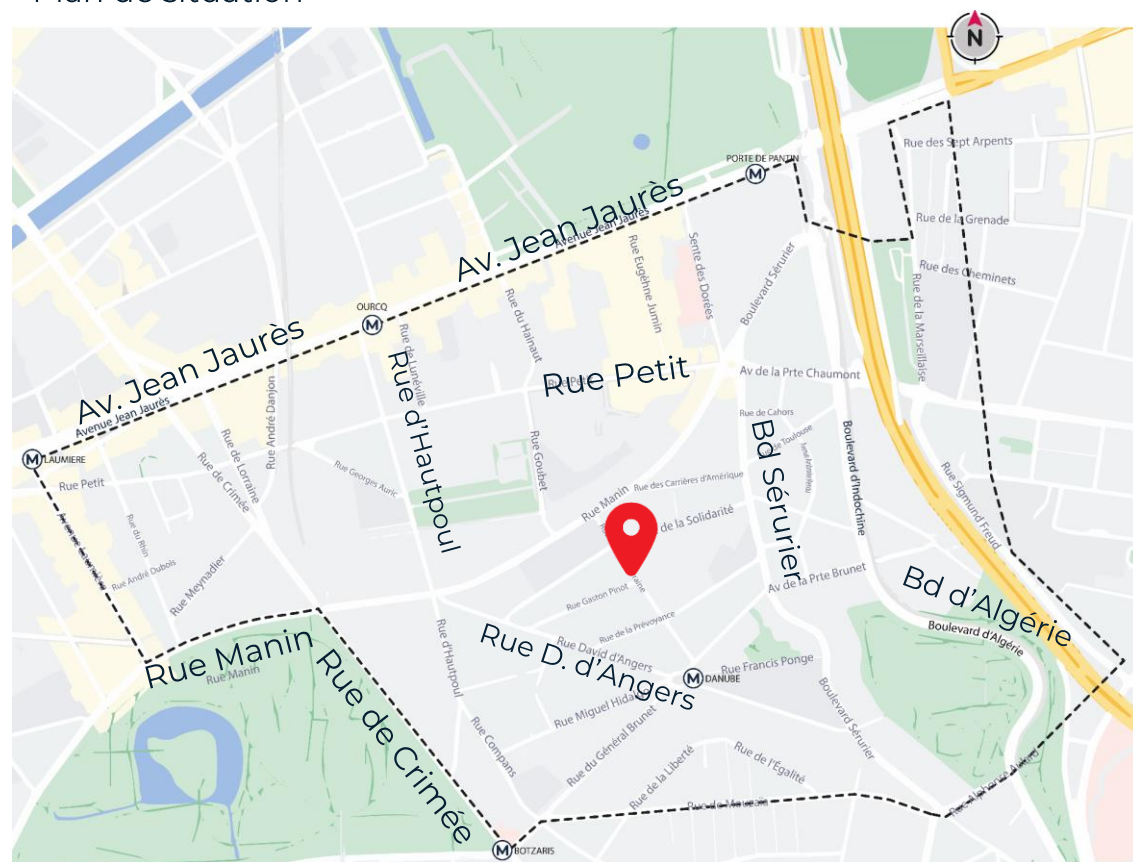 Plan de situation
N
PORTE DE PANTIN
M
Rue des Sept Arpents
Rue de la Grenade
Rue des Cheminets
Rue de la Marseillaise
Av. Jean Jaurès
Avenue Jean Jaurès
Rue Eugèhne Jumin
Sente des Dorées
Boulevard Sérurier
OURCQ
M
Rue du Hainaut
Rue de Lunéville
Rue Petit
Rue Petit
Av de la Prte Chaumont
Av. Jean Jaurès
Avenue Jean Jaurès
Rue André Danjon
Rue d'Hautpoul
M
LAUMIERE
Rue Petit
Rue de Lorraine
Rue de Crimée
Rue Georges Auric
Rue Goubet
Rue Manin
Rue des Carrières d'Amérique
de la Solidarité
Rue de Cahors
de Toulouse
Bd Sérurier
Boulevard d'Indochine
Rue Sigmund Freud
Rue du Rhin
Rue André Dubois
Rue Meynadier
Rue Gaston Pinot
Rue de la Prévoyance
Av de la Prte Brunet
Bd d'Algérie
Boulevard d'Algérie
Rue Manin
Rue Manin
Rue de Crimée
Rue d'Hautpoul
Rue David d'Angers
Rue D. d'Angers
M
DANUBE
Rue Francis Ponge
Rue Miguel Hidalgo
Rue du Général Brunet
Rue Compans
Rue de la Liberté
Rue de l'Égalité
Boulevard Sérurier
Rue de Mouzaïa
M
BOTZARIS